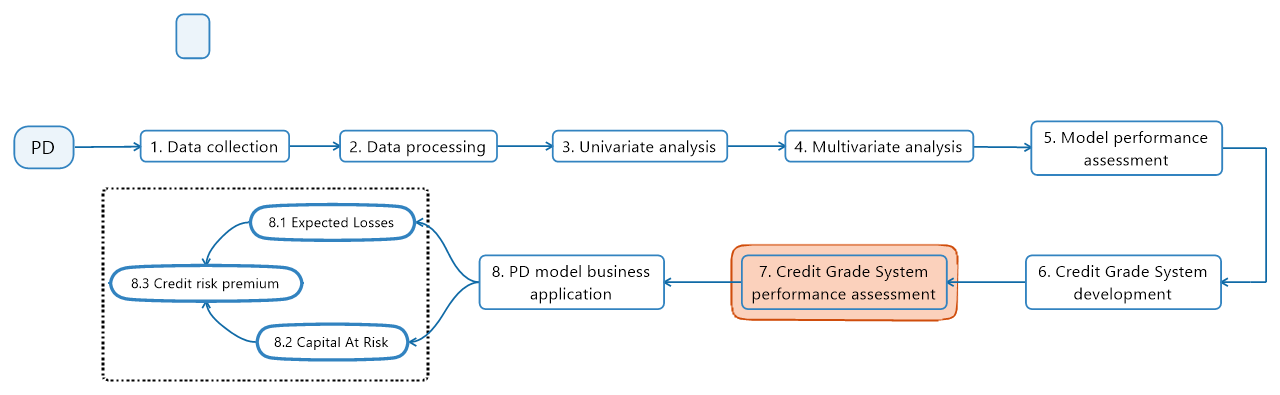 PD
1. Data collection
2. Data processing
3. Univariate analysis
4. Multivariate analysis
5. Model performance
assessment
6. Credit Grade System
development
7. Credit Grade System
performance assessment
8. PD model business
application
8.1 Expected Losses
8.2 Capital At Risk
8.3 Credit risk premium